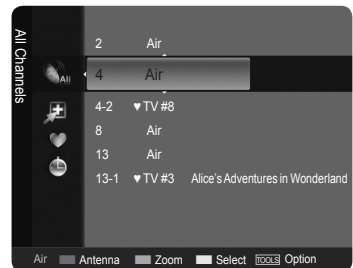 All Channels
All
2 Air
4 Air
4-2 ♥ TV #8
8 Air
13 Air
13-1 ♥ TV #3 Alice's Adventures in Wonderland
Air Antenna Zoom Select TOOLS Option